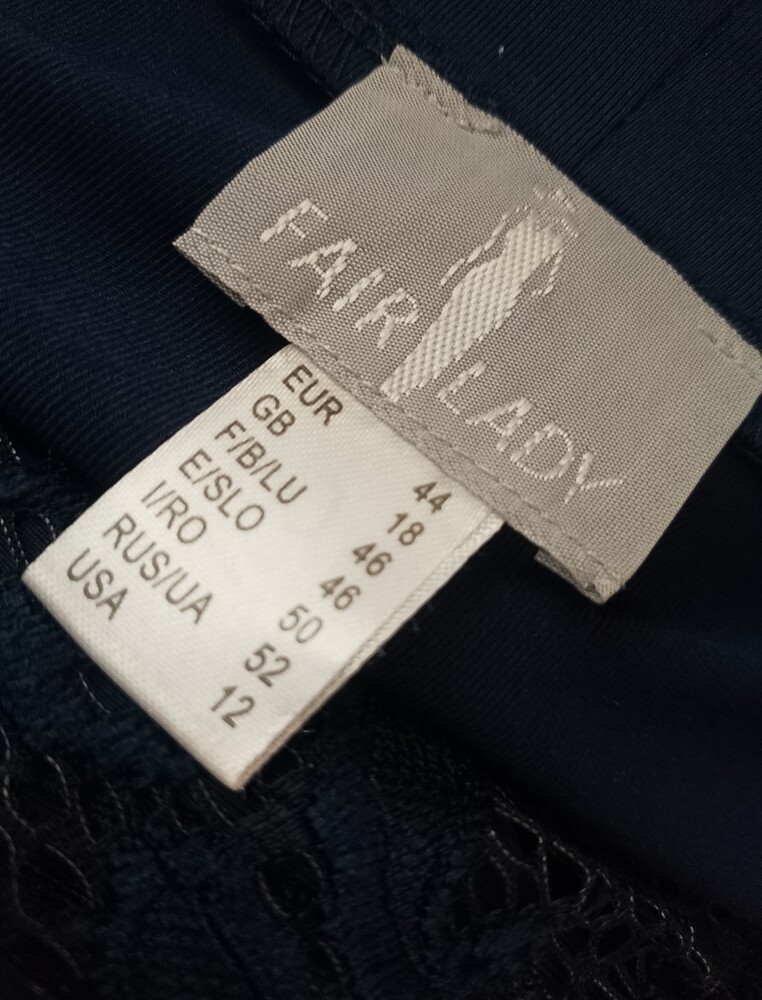 FAIR LADY
EUR 44
GB 18
F/B/LU 46
E/SLO 46
I/RO 50
RUS/UA 52
USA 12